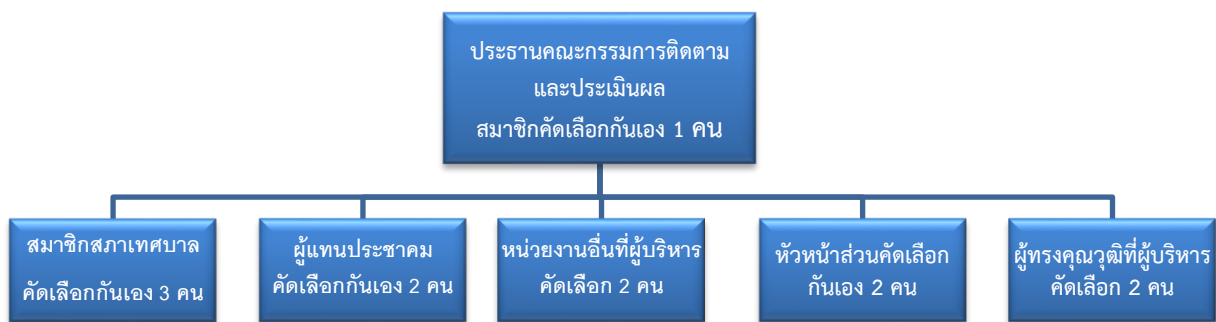 ประธานคณะกรรมการติดตาม
และประเมินผล
สมาชิกคัดเลือกกันเอง 1 คน
สมาชิกสภาเทศบาล
คัดเลือกกันเอง 3 คน
ผู้แทนประชาคม
คัดเลือกกันเอง 2 คน
หน่วยงานอื่นที่ผู้บริหาร
คัดเลือก 2 คน
หัวหน้าส่วนคัดเลือก
กันเอง 2 คน
ผู้ทรงคุณวุฒิที่ผู้บริหาร
คัดเลือก 2 คน